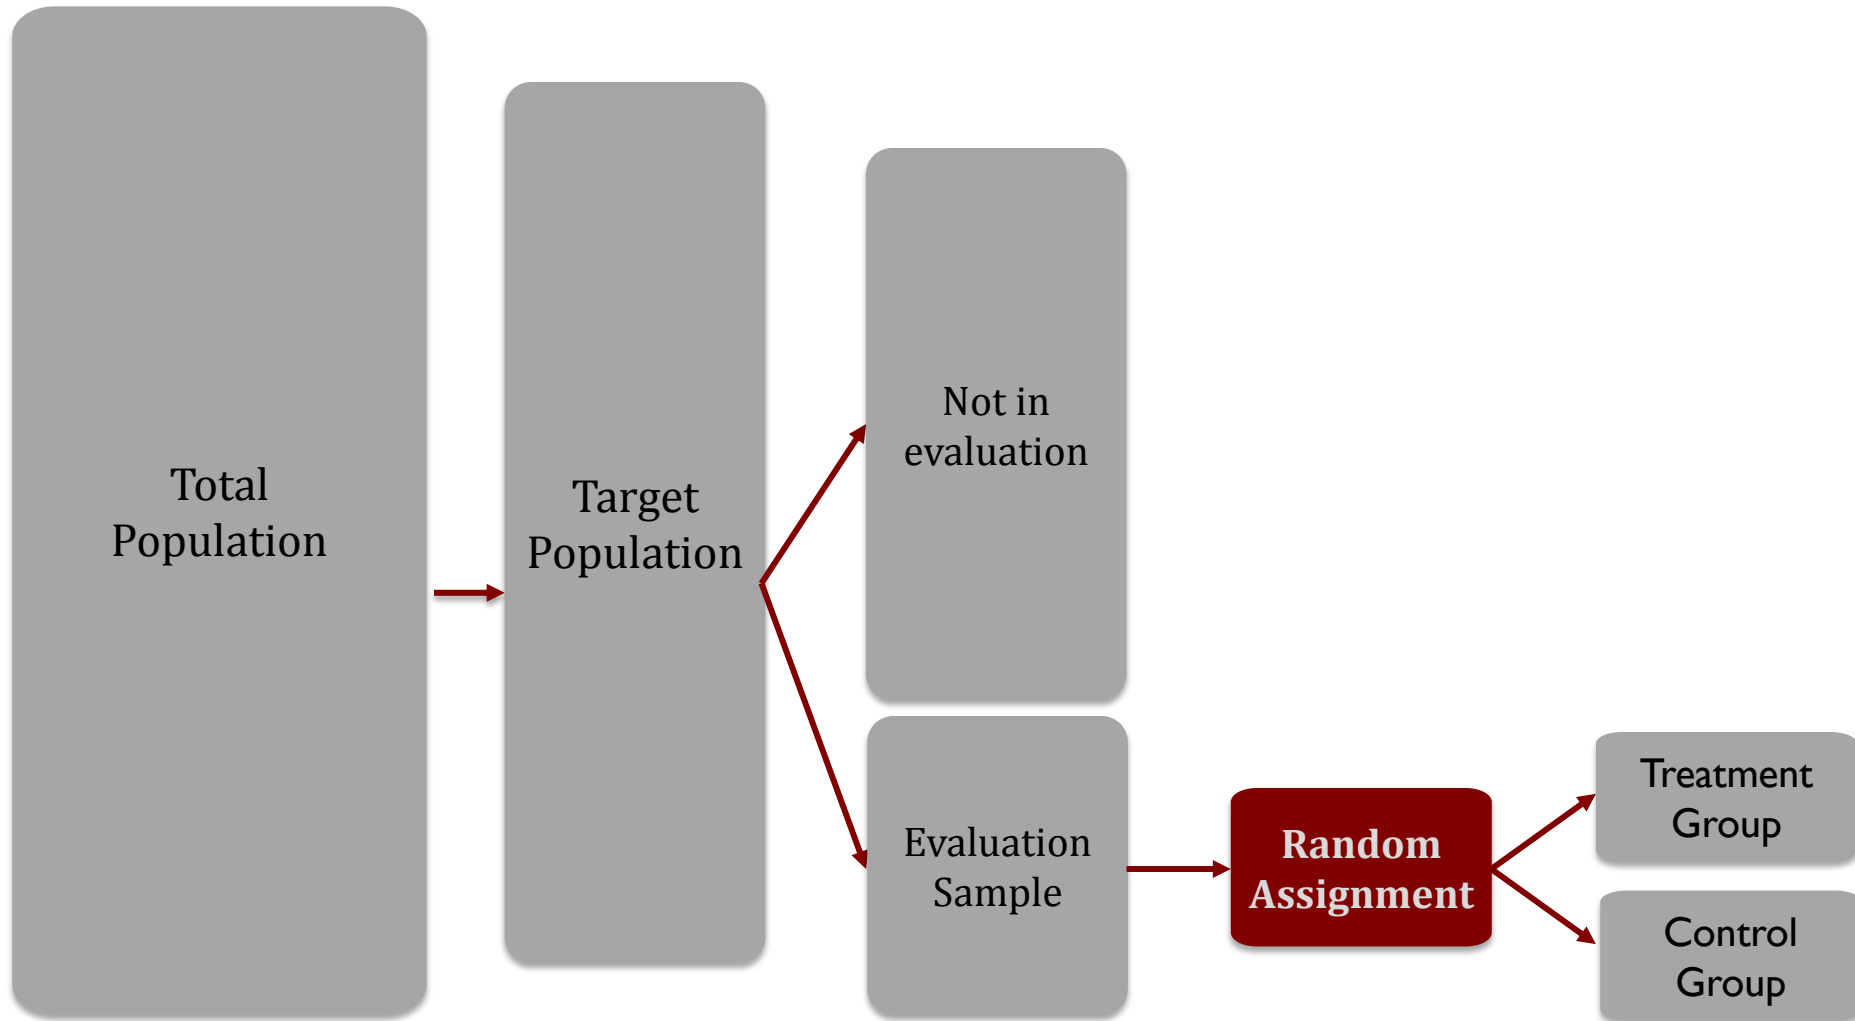 Total
Population
Target
Population
Not in
evaluation
Evaluation
Sample
Random
Assignment
Treatment
Group
Control
Group